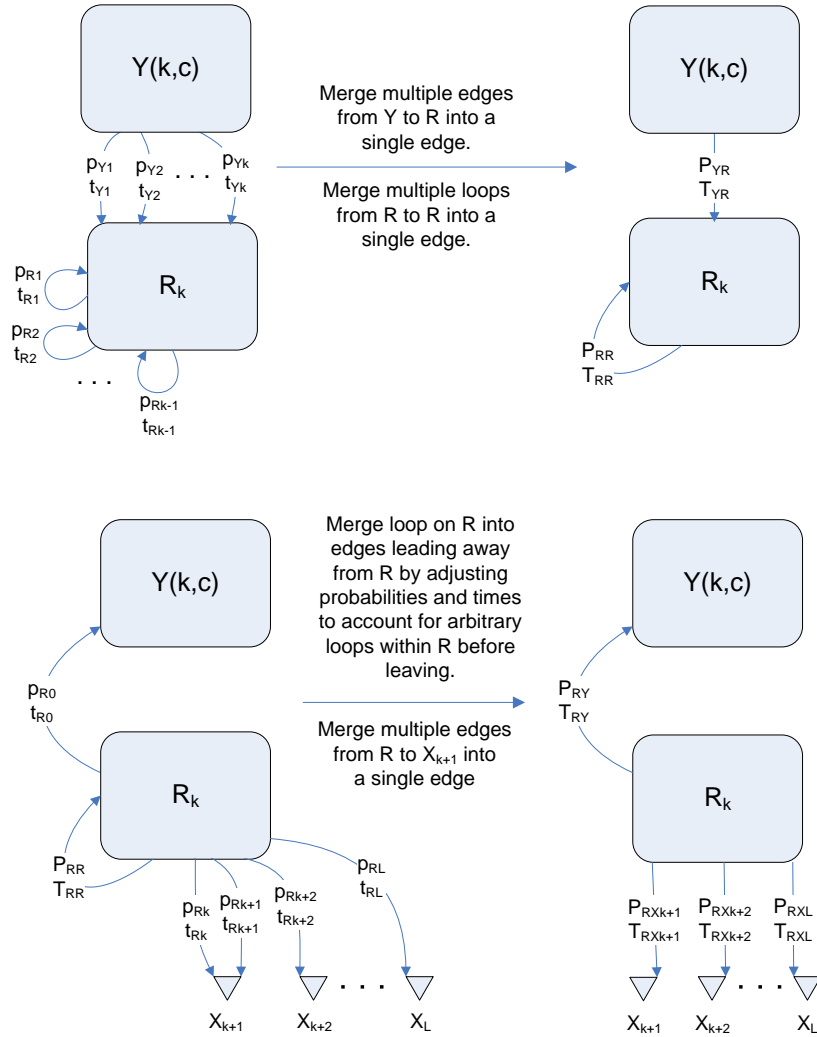 Y(k,c)
pY1 tY1
pY2 tY2
. . .
pYk tYk
Rk
pR1 tR1
pR2 tR2
. . .
pRk-1 tRk-1
Merge multiple edges
from Y to R into a
single edge.
Merge multiple loops
from R to R into a
single edge.
Y(k,c)
PYR
TYR
Rk
PRR
TRR
Y(k,c)
pR0
tR0
Rk
PRR
TRR
pRk
tRk
pRk+1
tRk+1
pRk+2
tRk+2
pRL
tRL
. . .
Xk+1
Xk+2
XL
Merge loop on R into
edges leading away
from R by adjusting
probabilities and times
to account for arbitrary
loops within R before
leaving.
Merge multiple edges
from R to Xk+1 into
a single edge
Y(k,c)
PRY
TRY
Rk
PRXk+1
TRXk+1
PRXk+2
TRXk+2
PRXL
TRXL
. . .
Xk+1
Xk+2
XL